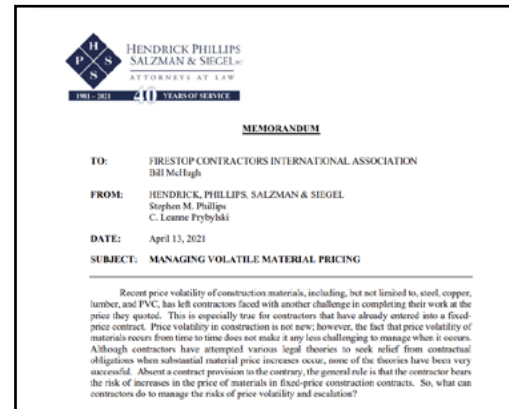 H
P S
S
HENDRICK PHILLIPS
SALZMAN & SIEGEL PC
ATTORNEYS AT LAW
1981 – 2021 40 YEARS OF SERVICE
MEMORANDUM
TO: FIRESTOP CONTRACTORS INTERNATIONAL ASSOCIATION
Bill McHugh
FROM: HENDRICK, PHILLIPS, SALZMAN & SIEGEL
Stephen M. Phillips
C. Leanne Prybylski
DATE: April 13, 2021
SUBJECT: MANAGING VOLATILE MATERIAL PRICING
Recent price volatility of construction materials, including, but not limited to, steel, copper,
lumber, and PVC, has left contractors faced with another challenge in completing their work at the
price they quoted. This is especially true for contractors that have already entered into a fixed-
price contract. Price volatility in construction is not new; however, the fact that price volatility of
materials recurs from time to time does not make it any less challenging to manage when it occurs.
Although contractors have attempted various legal theories to seek relief from contractual
obligations when substantial material price increases occur, none of the theories have been very
successful. Absent a contract provision to the contrary, the general rule is that the contractor bears
the risk of increases in the price of materials in fixed-price construction contracts. So, what can
contractors do to manage the risks of price volatility and escalation?